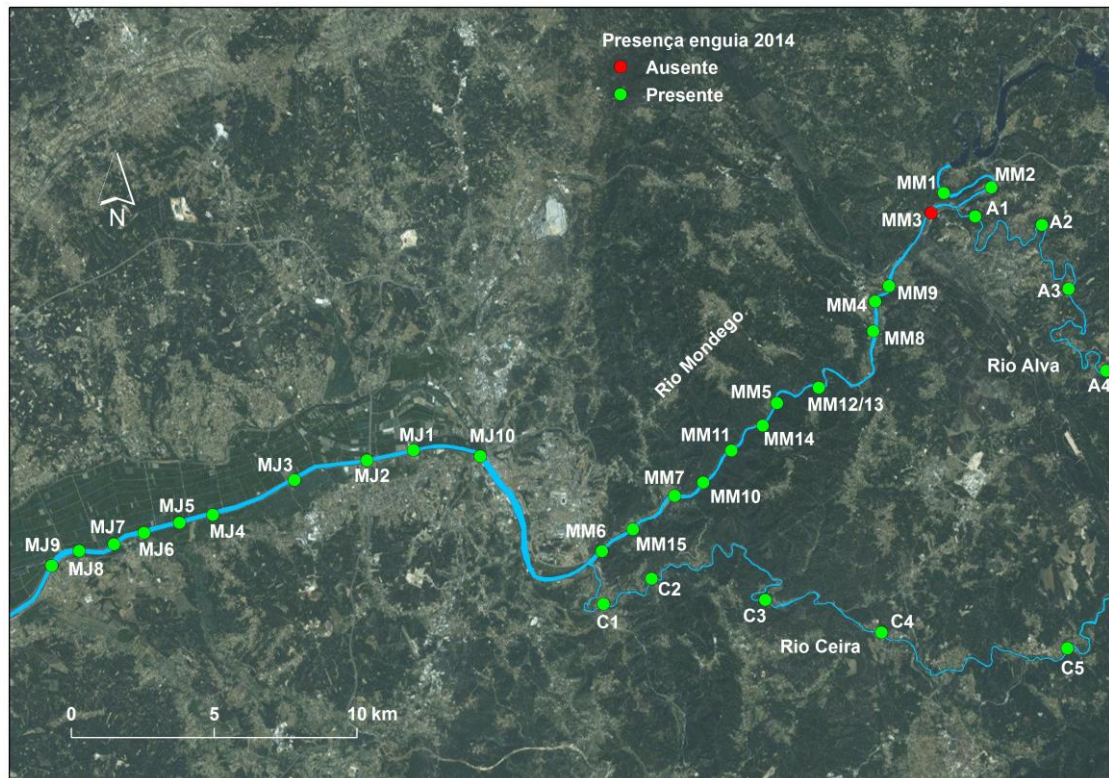 Presença enguia 2014
Ausente
Presente
N
MM1
MM2
MM3
A1
A2
A3
MM9
MM4
MM8
Rio Mondego
Rio Alva
A4
MM5
MM12/13
MM14
MM11
MJ1
MJ10
MJ2
MJ3
MM7
MM10
MJ5
MJ4
MJ7
MJ6
MJ9
MJ8
MM6
MM15
C2
C1
C3
C4
Rio Ceira
C5
0 5 10 km